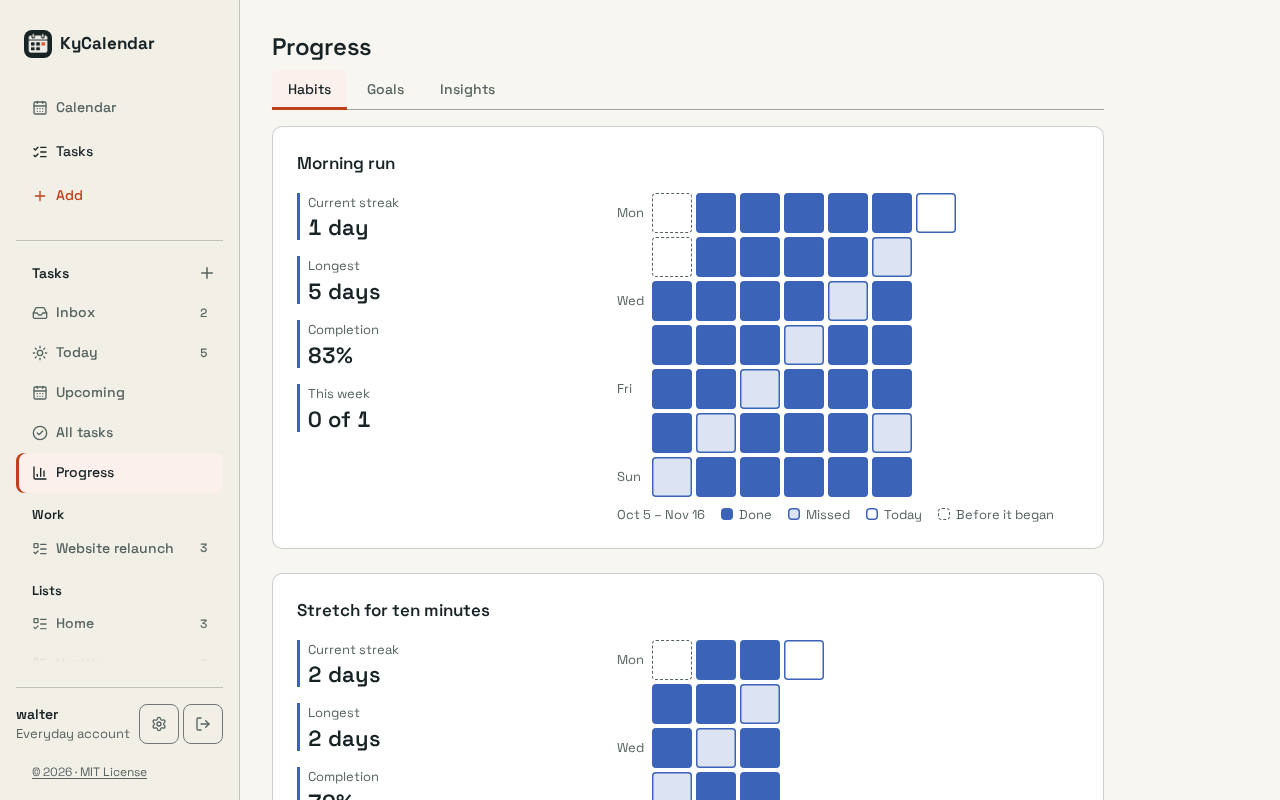 KyCalendar
Calendar
Tasks
Add
Tasks
Inbox 2
Today 5
Upcoming
All tasks
Progress
Work
Website relaunch 3
Lists
Home 3
walter
Everyday account
© 2026 · MIT License
Progress
Habits Goals Insights
Morning run
Current streak
1 day
Longest
5 days
Completion
83%
This week
0 of 1
Mon
Wed
Fri
Sun
Oct 5 – Nov 16 Done Missed Today Before it began
Stretch for ten minutes
Current streak
2 days
Longest
2 days
Completion
Mon
Wed